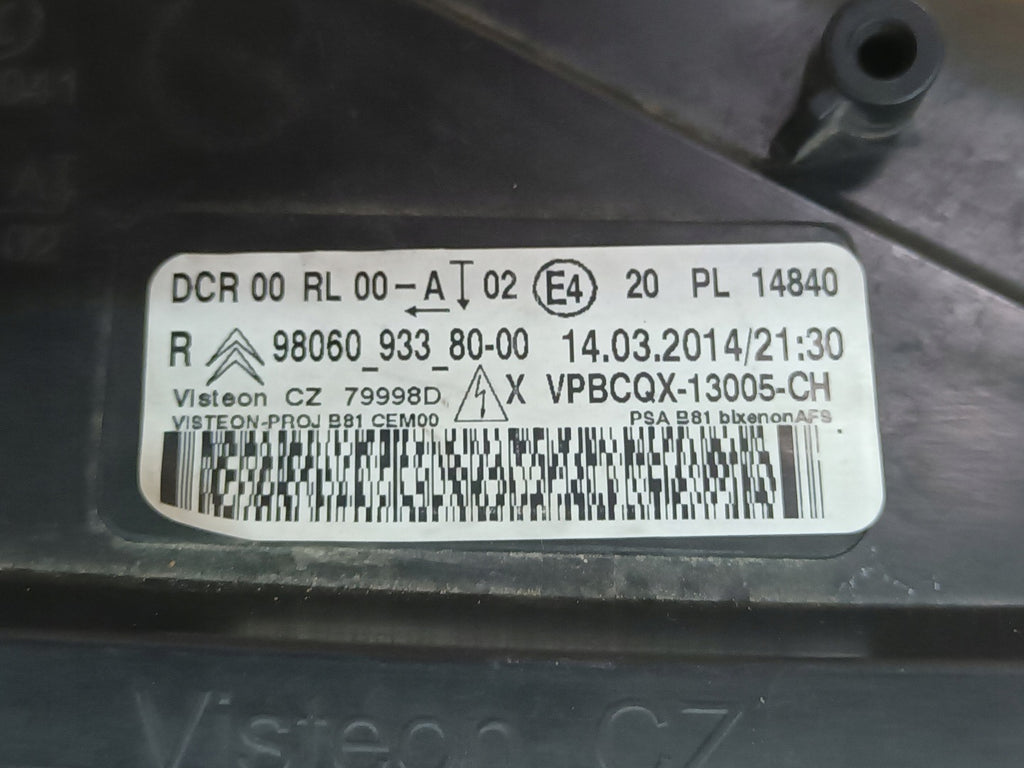 DCR 00 RL 00-A 02 E4 20 PL 14840
R 98060_933_80-00 14.03.2014/21:30
Visteon CZ 79998D X VPBCQX-13005-CH
VISTEON-PROJ B81 CEM00 PSA B81 bixenonAFS
Visteon CZ